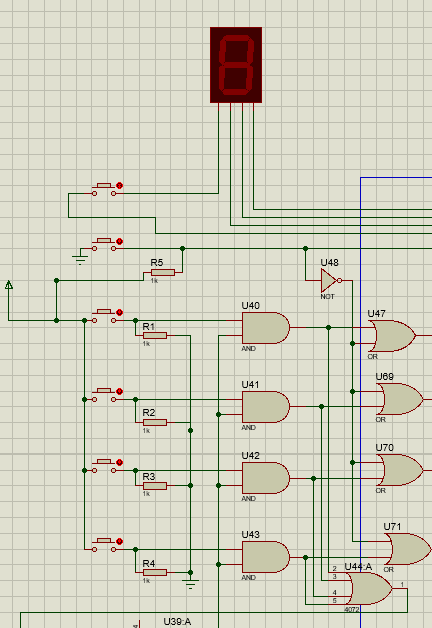 U48
R5
1k
NOT
U40
U47
R1
1k
AND
OR
U41
U69
R2
1k
AND
OR
U42
U70
R3
1k
AND
OR
U43
U71
R4
1k
AND
OR
U44:A
2
3
4
5
1
4072
U39:A